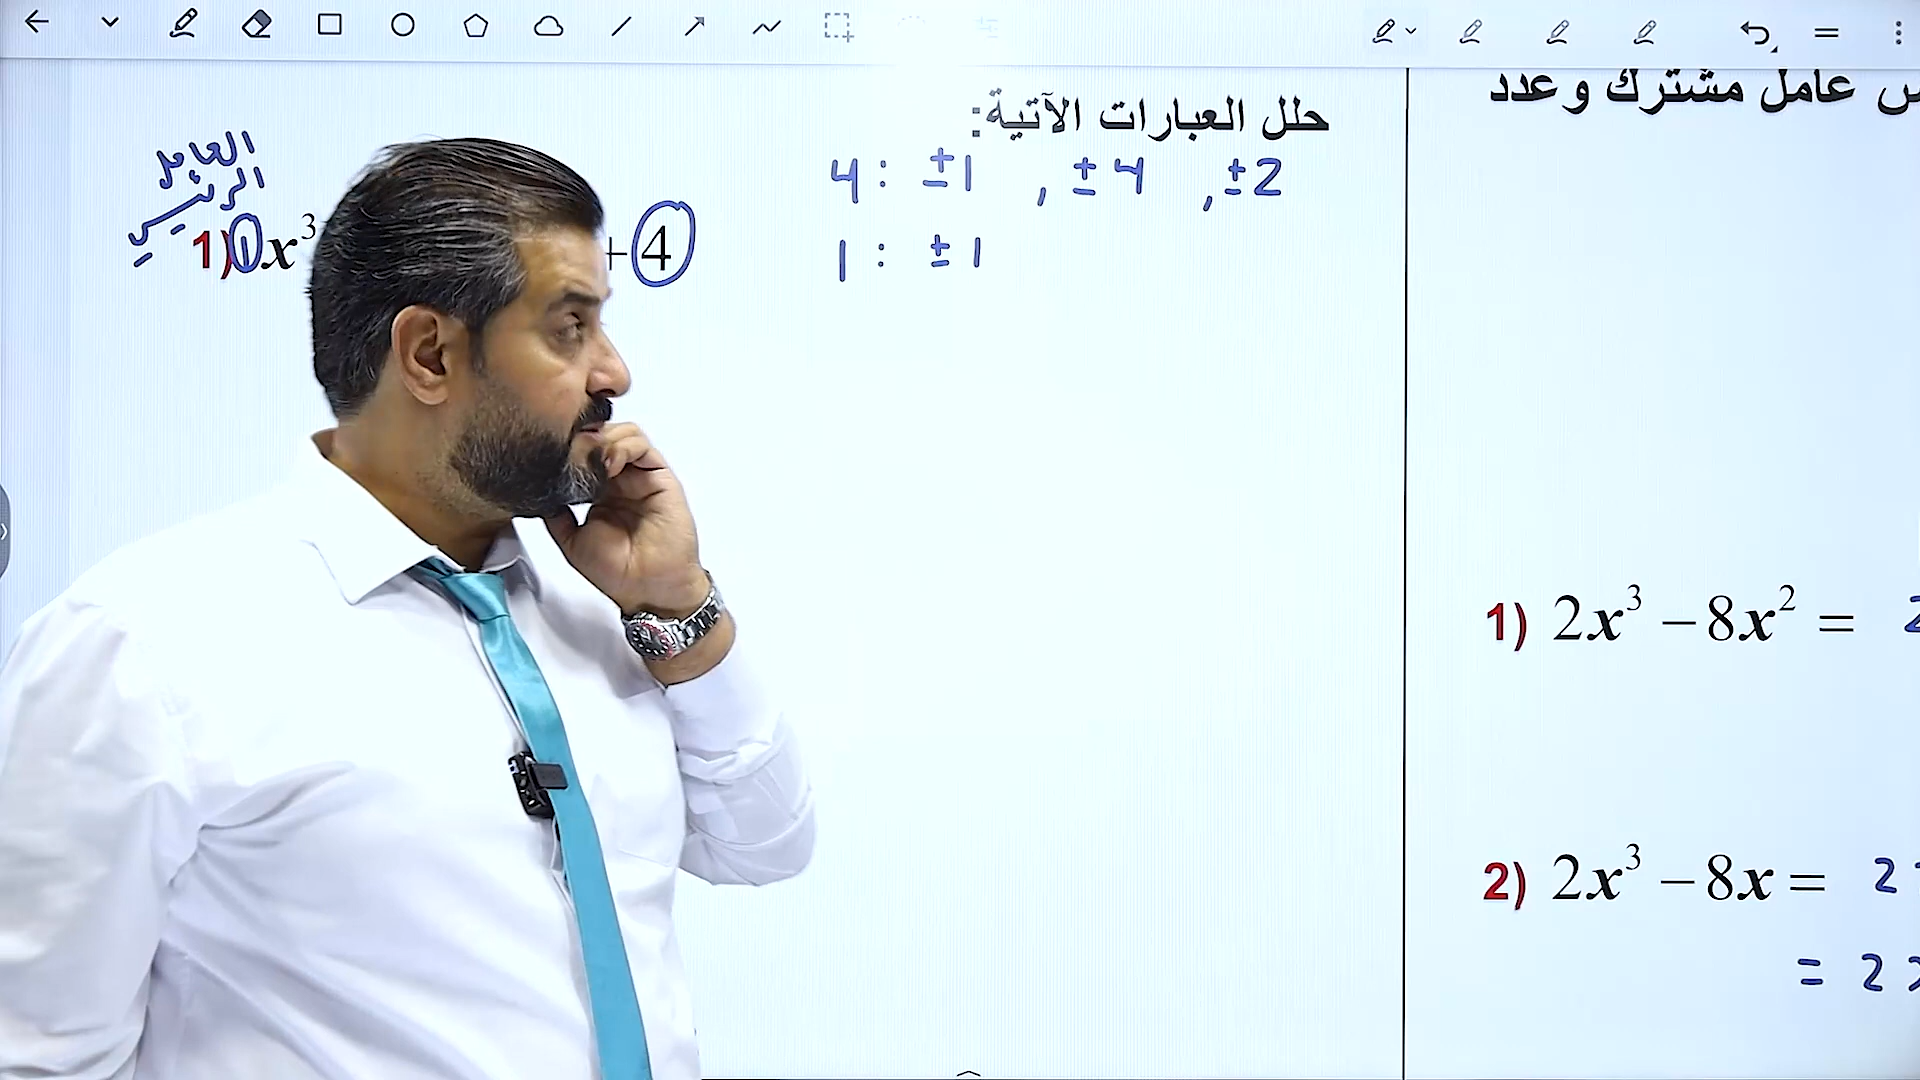 س عامل مشترك وعدد
حلل العبارات الآتية:
العامل
الرئيسي
1) 1x³ +4
4: ±1 , ±4 , ±2
1: ±1
1) 2x³ − 8x² = 2
2) 2x³ − 8x = 2
= 2